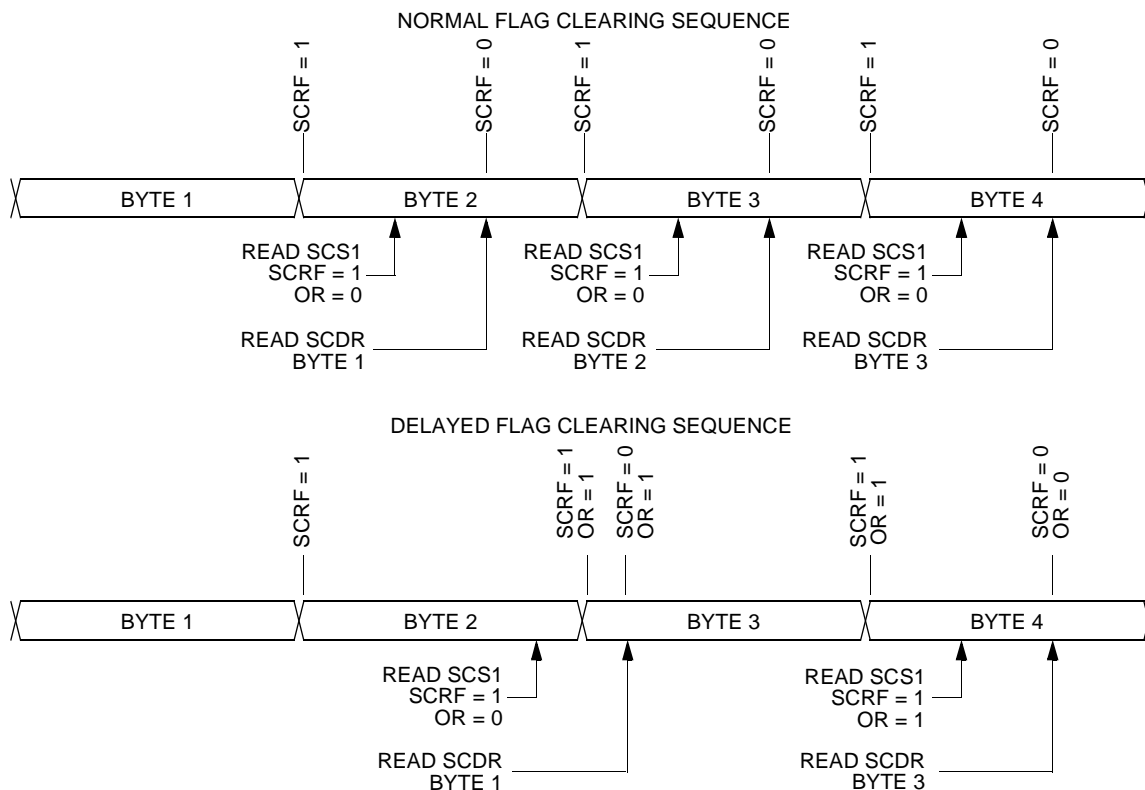 NORMAL FLAG CLEARING SEQUENCE
SCRF = 1
SCRF = 0
SCRF = 1
SCRF = 0
SCRF = 1
SCRF = 0
BYTE 1
BYTE 2
BYTE 3
BYTE 4
READ SCS1
SCRF = 1
OR = 0
READ SCS1
SCRF = 1
OR = 0
READ SCS1
SCRF = 1
OR = 0
READ SCDR
BYTE 1
READ SCDR
BYTE 2
READ SCDR
BYTE 3
DELAYED FLAG CLEARING SEQUENCE
SCRF = 1
SCRF = 1
OR = 1
SCRF = 0
OR = 1
SCRF = 1
OR = 1
SCRF = 0
OR = 0
BYTE 1
BYTE 2
BYTE 3
BYTE 4
READ SCS1
SCRF = 1
OR = 0
READ SCS1
SCRF = 1
OR = 1
READ SCDR
BYTE 1
READ SCDR
BYTE 3